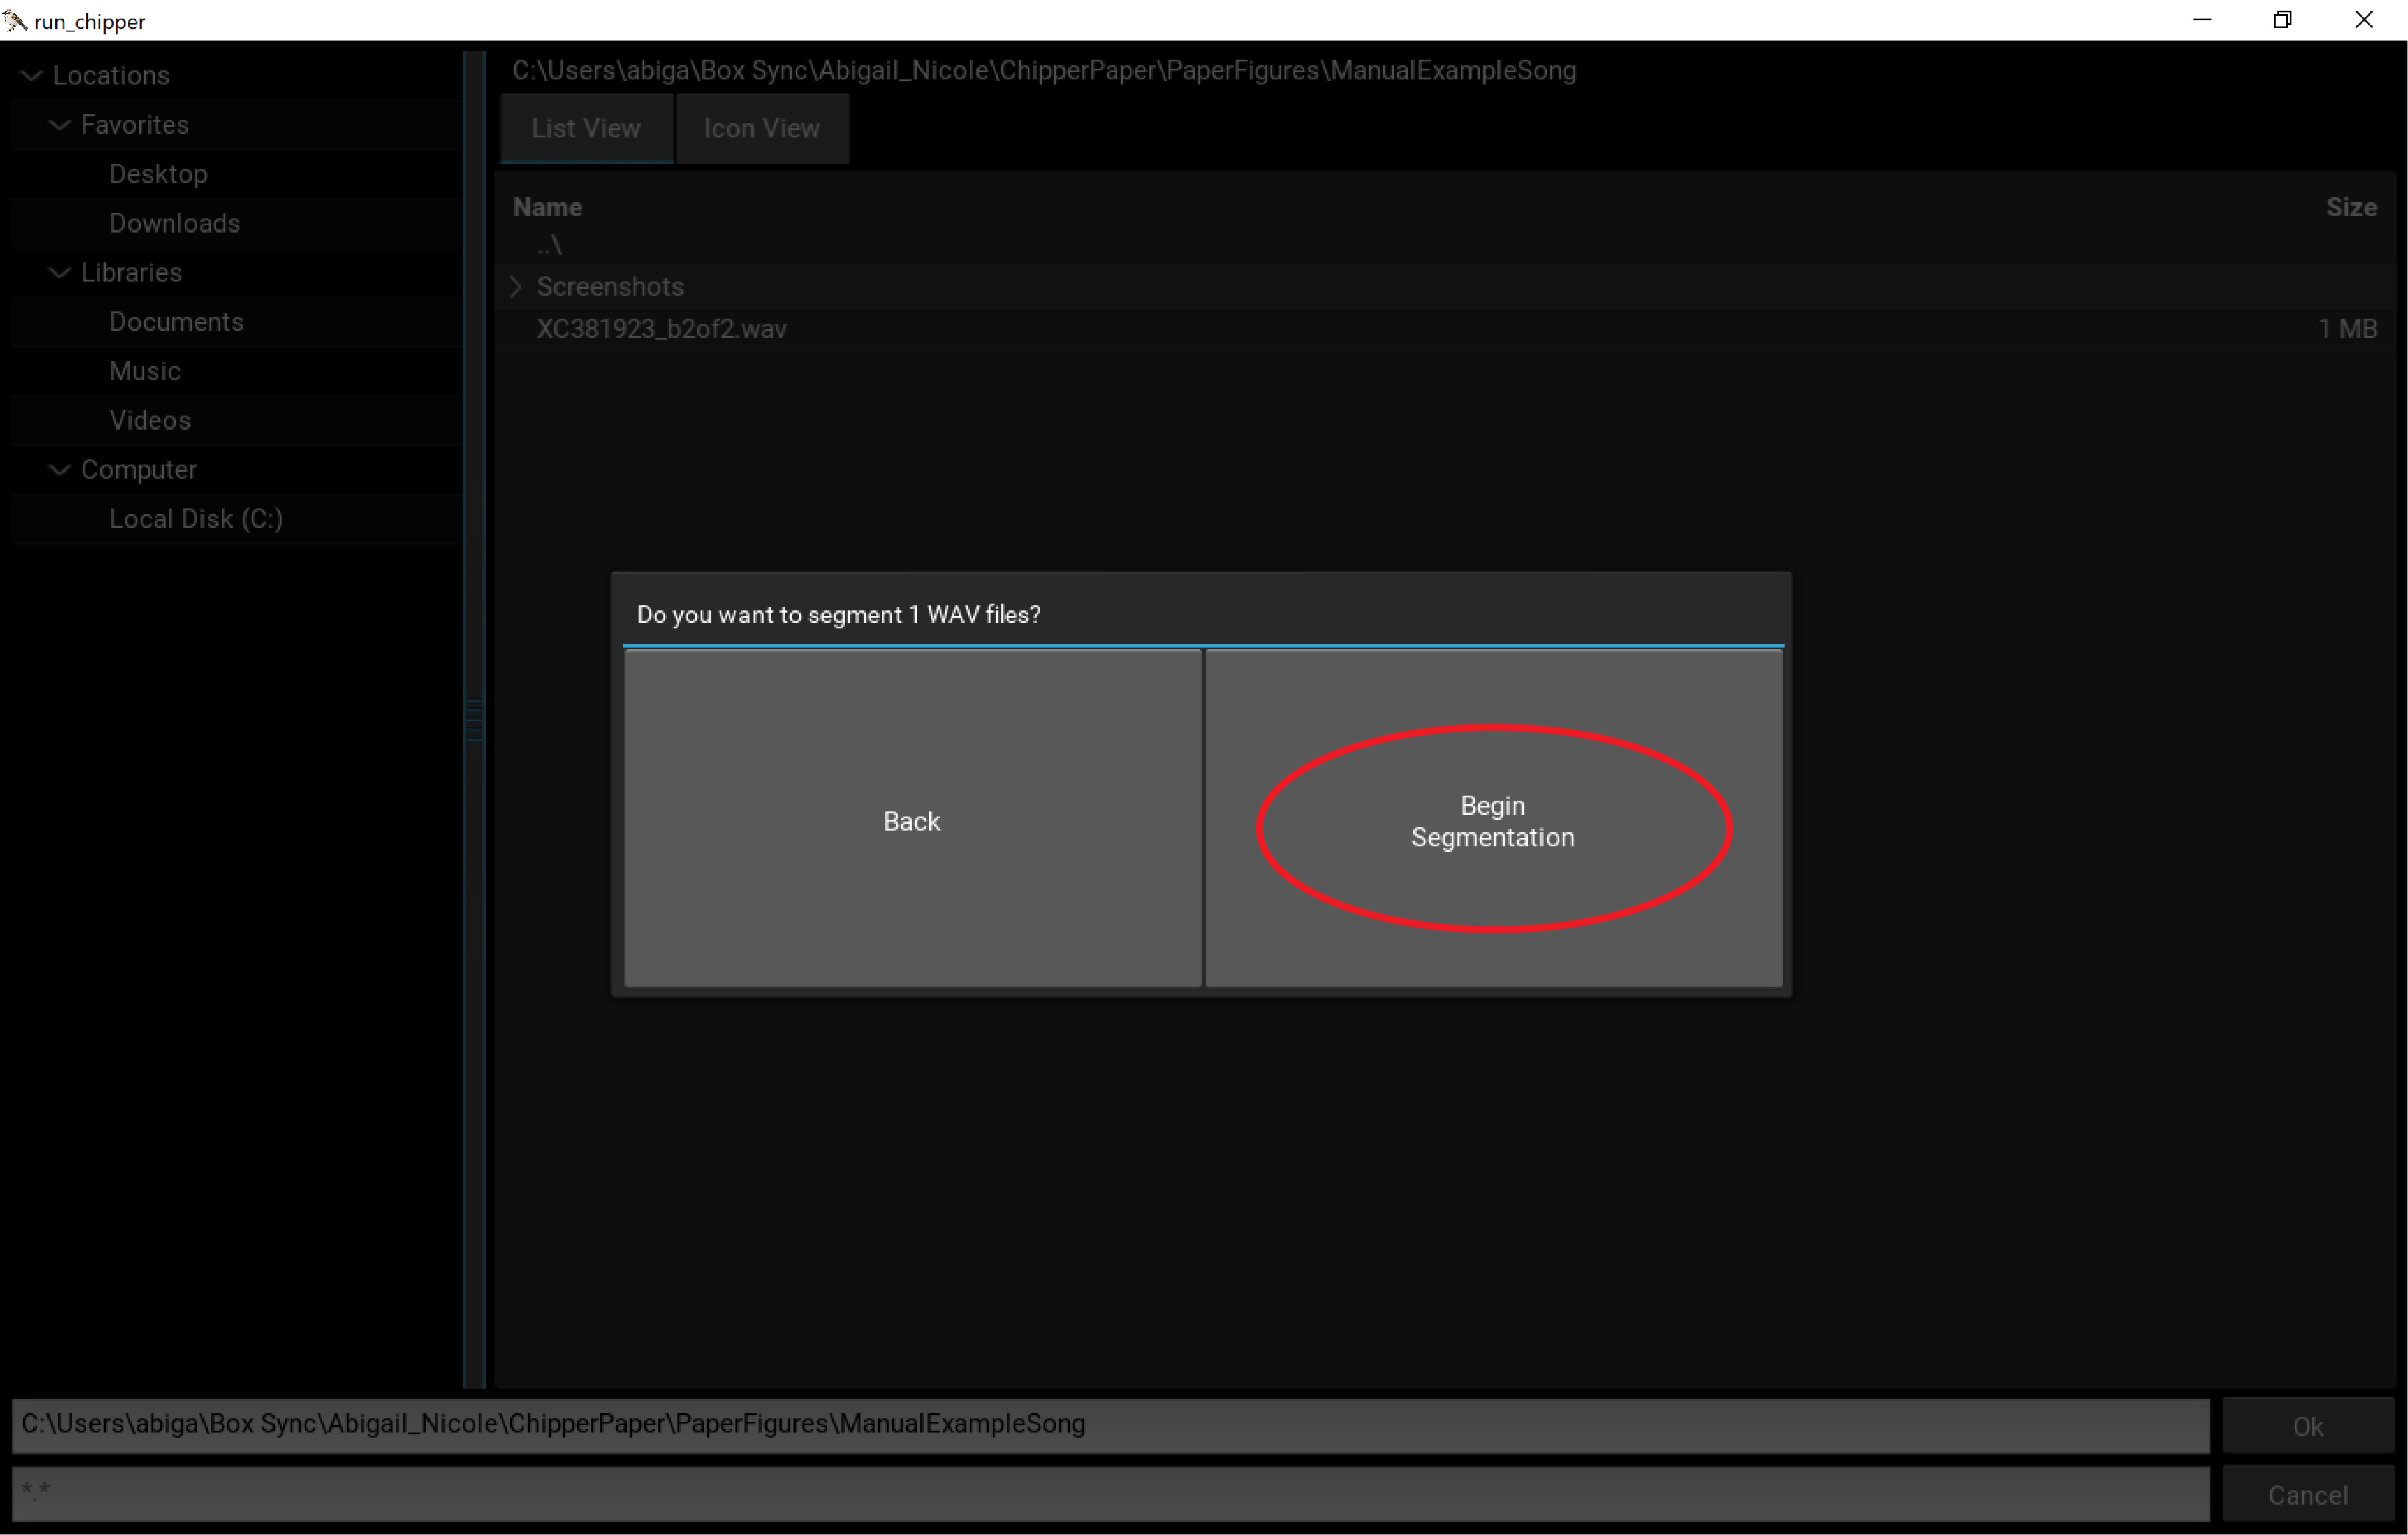 run_chipper
Locations
Favorites
Desktop
Downloads
Libraries
Documents
Music
Videos
Computer
Local Disk (C:)
C:\Users\abiga\Box Sync\Abigail_Nicole\ChipperPaper\PaperFigures\ManualExampleSong
List View
Icon View
Name Size
..\
Screenshots
XC381923_b2of2.wav 1 MB
Do you want to segment 1 WAV files?
Back
Begin
Segmentation
C:\Users\abiga\Box Sync\Abigail_Nicole\ChipperPaper\PaperFigures\ManualExampleSong
Ok
*.*
Cancel